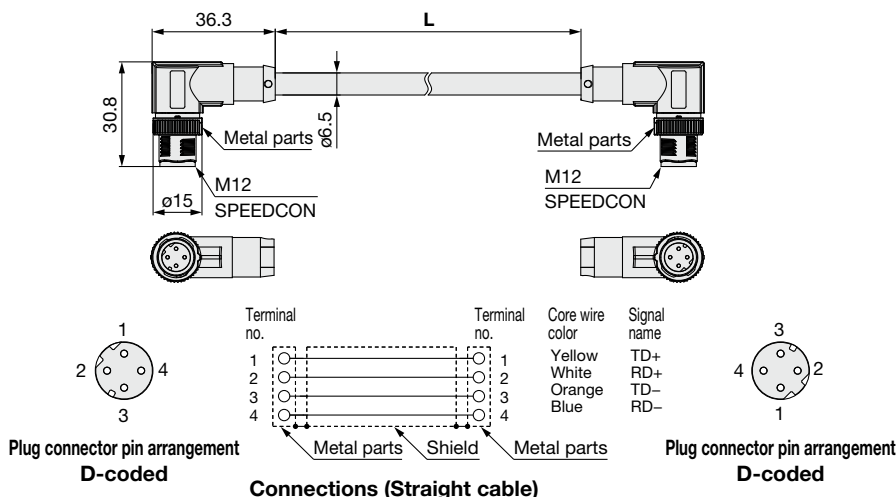 36.3
L
30.8
ø6.5
Metal parts
Metal parts
M12
SPEEDCON
M12
SPEEDCON
ø15
1
2
4
3
Plug connector pin arrangement
D-coded
Terminal no.
Terminal no.
Core wire color
Signal name
1 1 Yellow TD+
2 2 White RD+
3 3 Orange TD–
4 4 Blue RD–
Metal parts
Shield
Metal parts
Connections (Straight cable)
3
4
2
1
Plug connector pin arrangement
D-coded